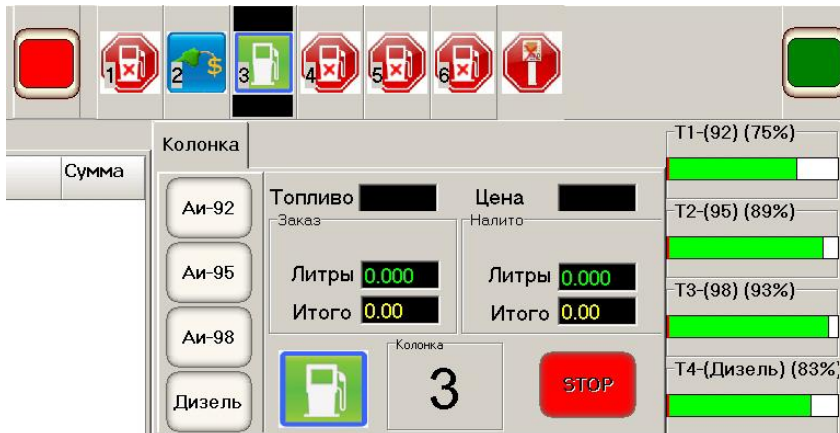 1
2
$
3
4
5
6
Колонка
Сумма
Аи-92
Аи-95
Аи-98
Дизель
Топливо
Цена
Заказ
Литры 0.000
Итого 0.00
Налито
Литры 0.000
Итого 0.00
Колонка
3
STOP
T1-(92) (75%)
T2-(95) (89%)
T3-(98) (93%)
T4-(Дизель) (83%)